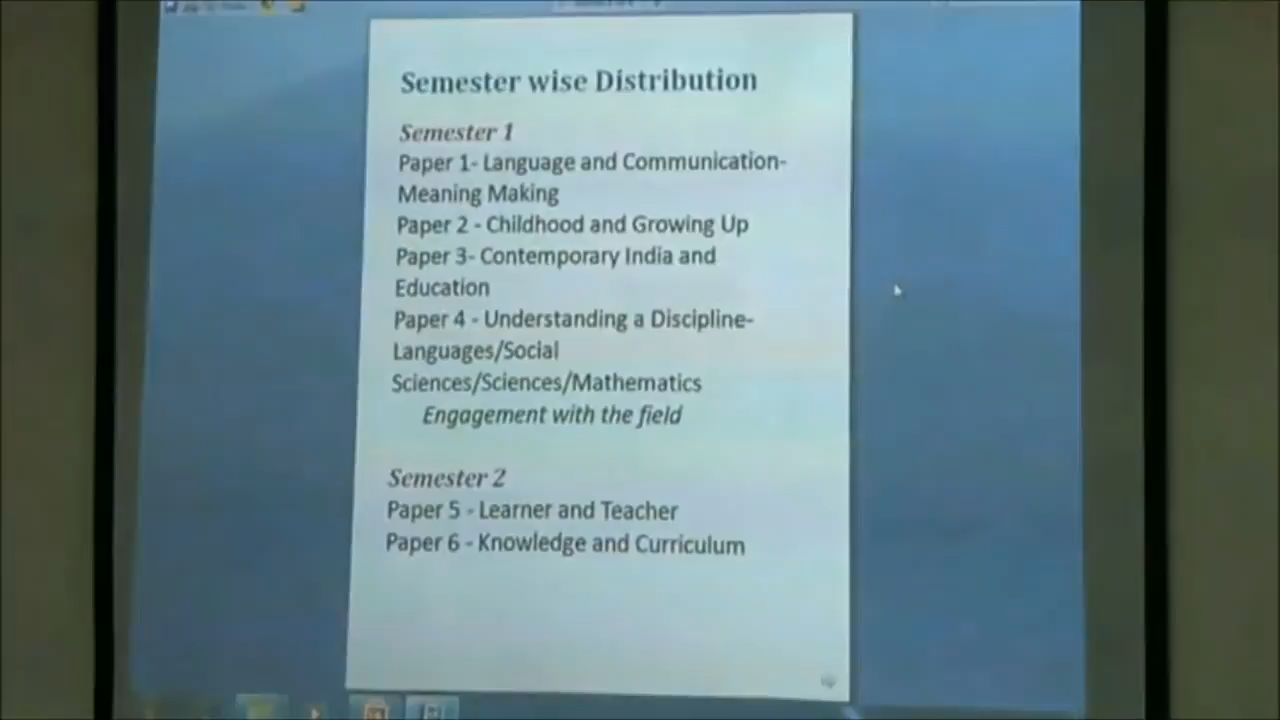 Semester wise Distribution
Semester 1
Paper 1- Language and Communication-
Meaning Making
Paper 2 - Childhood and Growing Up
Paper 3- Contemporary India and
Education
Paper 4 - Understanding a Discipline-
Languages/Social
Sciences/Sciences/Mathematics
Engagement with the field
Semester 2
Paper 5 - Learner and Teacher
Paper 6 - Knowledge and Curriculum